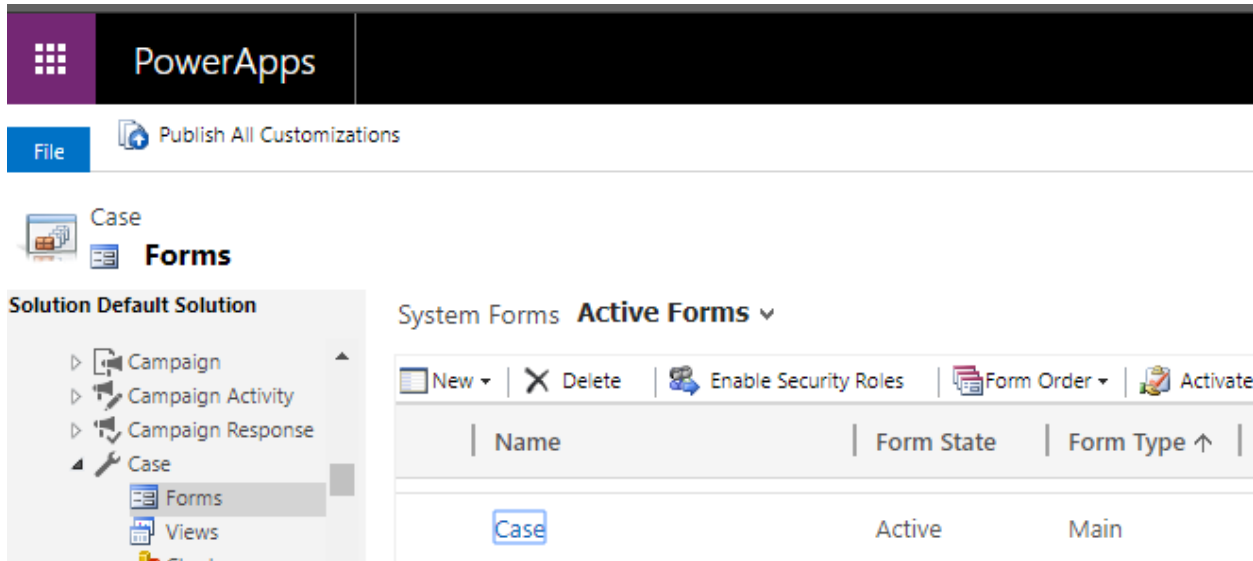 PowerApps
File
Publish All Customizations
Case
Forms
Solution Default Solution
Campaign
Campaign Activity
Campaign Response
Case
Forms
Views
System Forms Active Forms
New Delete Enable Security Roles Form Order Activate
Name Form State Form Type
Case Active Main